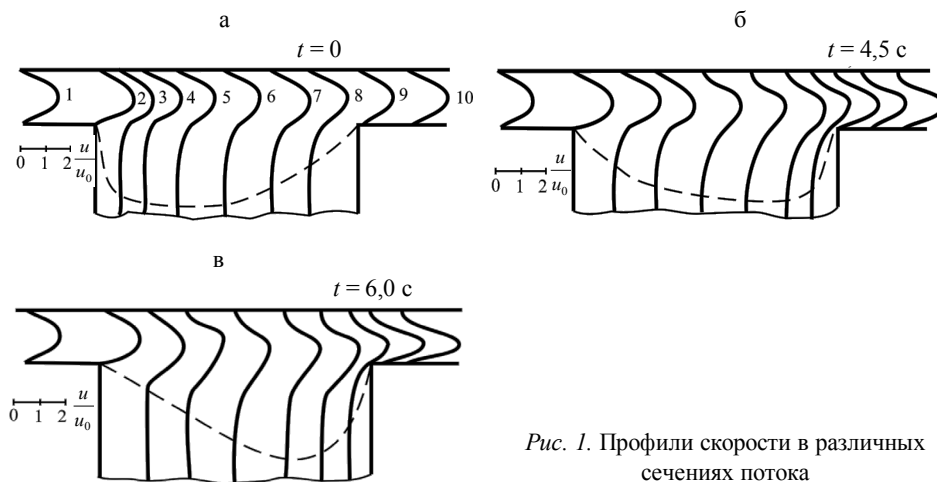 а
t = 0
1 2 3 4 5 6 7 8 9 10
0 1 2 u/u₀
б
t = 4,5 с
0 1 2 u/u₀
в
t = 6,0 с
0 1 2 u/u₀
Рис. 1. Профили скорости в различных
сечениях потока